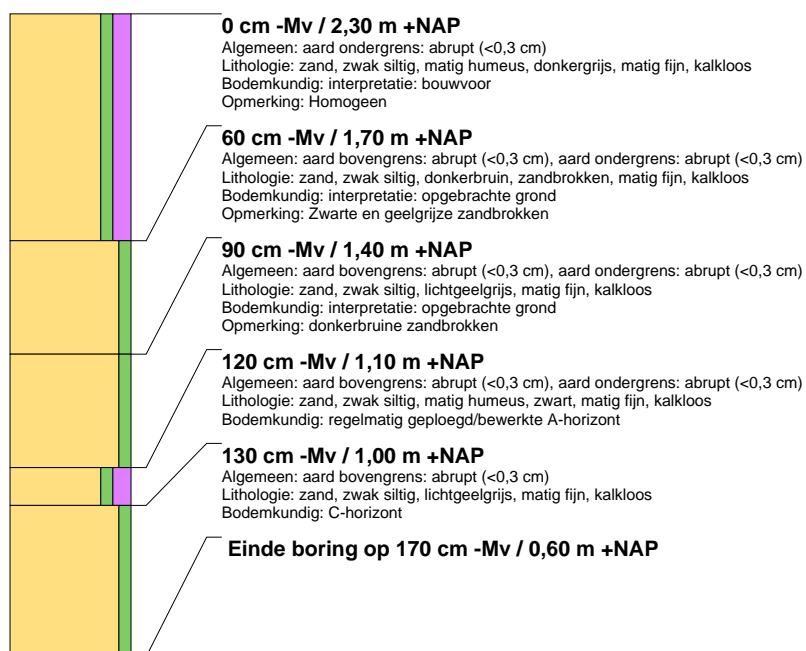 0 cm -Mv / 2,30 m +NAP
Algemeen: aard ondergrens: abrupt (<0,3 cm)
Lithologie: zand, zwak siltig, matig humeus, donkergrijs, matig fijn, kalkloos
Bodemkundig: interpretatie: bouwvoor
Opmerking: Homogeen
60 cm -Mv / 1,70 m +NAP
Algemeen: aard bovengrens: abrupt (<0,3 cm), aard ondergrens: abrupt (<0,3 cm)
Lithologie: zand, zwak siltig, donkerbruin, zandbrokken, matig fijn, kalkloos
Bodemkundig: interpretatie: opgebrachte grond
Opmerking: Zwarte en geelgrijze zandbrokken
90 cm -Mv / 1,40 m +NAP
Algemeen: aard bovengrens: abrupt (<0,3 cm), aard ondergrens: abrupt (<0,3 cm)
Lithologie: zand, zwak siltig, lichtgeelgrijs, matig fijn, kalkloos
Bodemkundig: interpretatie: opgebrachte grond
Opmerking: donkerbruine zandbrokken
120 cm -Mv / 1,10 m +NAP
Algemeen: aard bovengrens: abrupt (<0,3 cm), aard ondergrens: abrupt (<0,3 cm)
Lithologie: zand, zwak siltig, matig humeus, zwart, matig fijn, kalkloos
Bodemkundig: regelmatig geploegd/bewerkte A-horizont
130 cm -Mv / 1,00 m +NAP
Algemeen: aard bovengrens: abrupt (<0,3 cm)
Lithologie: zand, zwak siltig, lichtgeelgrijs, matig fijn, kalkloos
Bodemkundig: C-horizont
Einde boring op 170 cm -Mv / 0,60 m +NAP